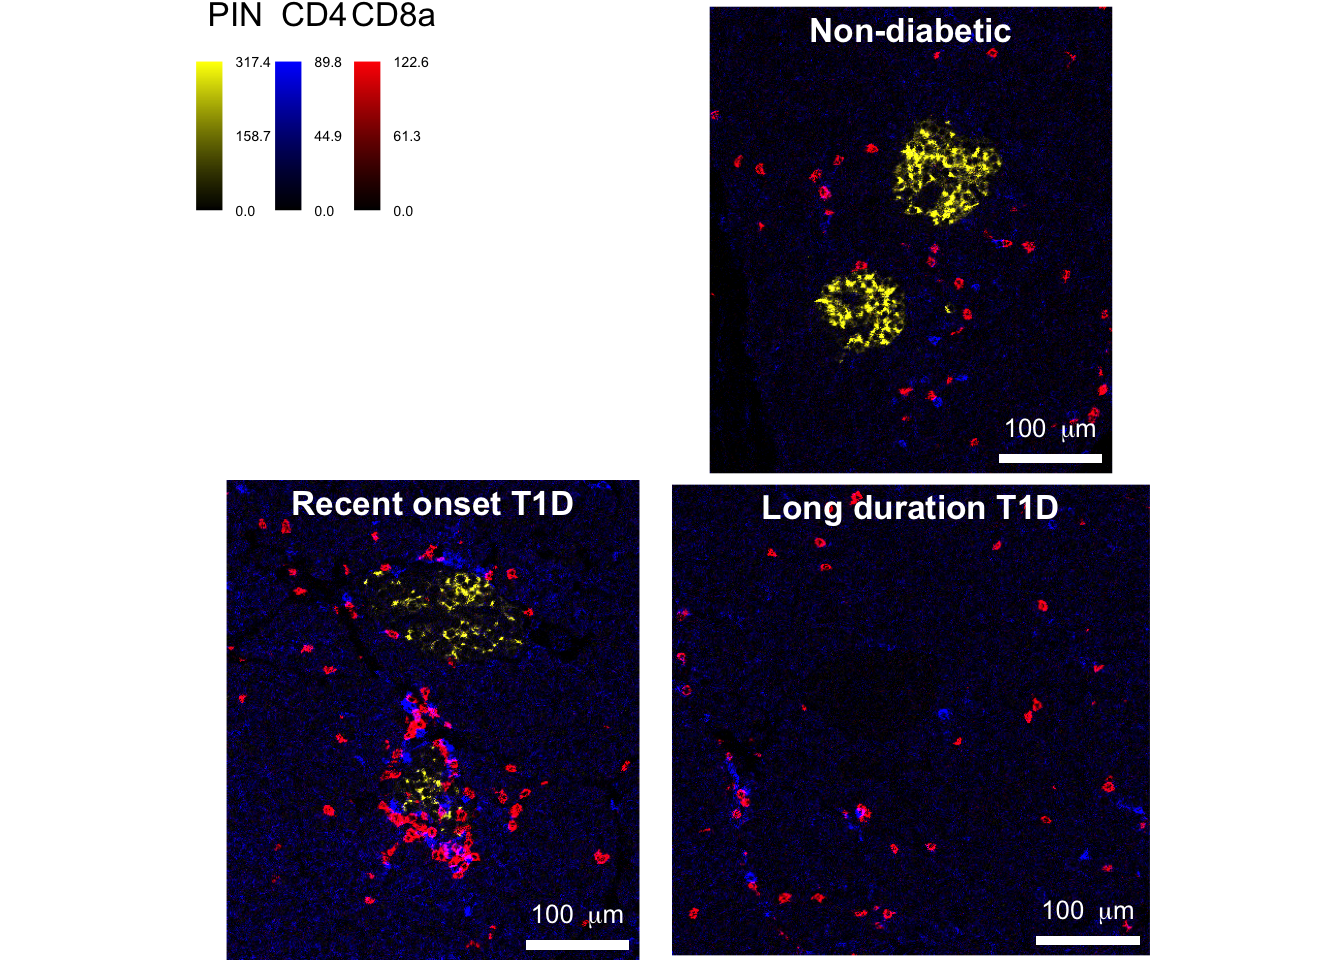 PIN CD4 CD8a
317.4 89.8 122.6
158.7 44.9 61.3
0.0 0.0 0.0
Non-diabetic
100 μm
Recent onset T1D
100 μm
Long duration T1D
100 μm